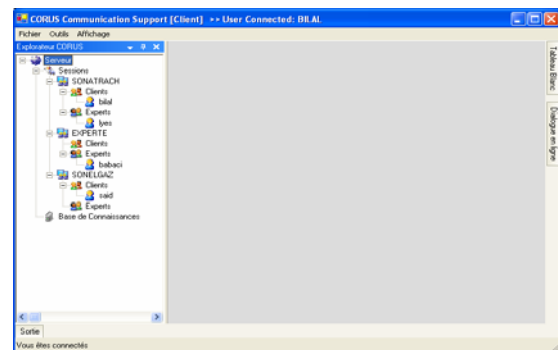 CORUS Communication Support [Client] >> User Connected: BILAL
Fichier Outils Affichage
Explorateur CORUS
Serveur
Sessions
SONATRACH
Clients
bilal
Experts
lyes
EXPERTE
Clients
Experts
babaci
SONELGAZ
Clients
said
Experts
Base de Connaissances
Tableau Blanc
Dialogue en ligne
Sortie
Vous êtes connectés